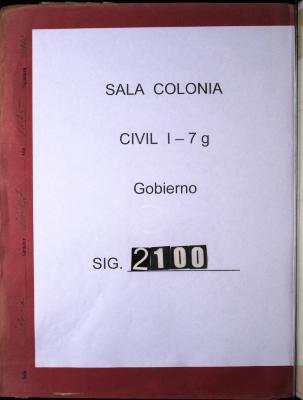 SALA COLONIA
CIVIL I – 7 g
Gobierno
SIG. 2100